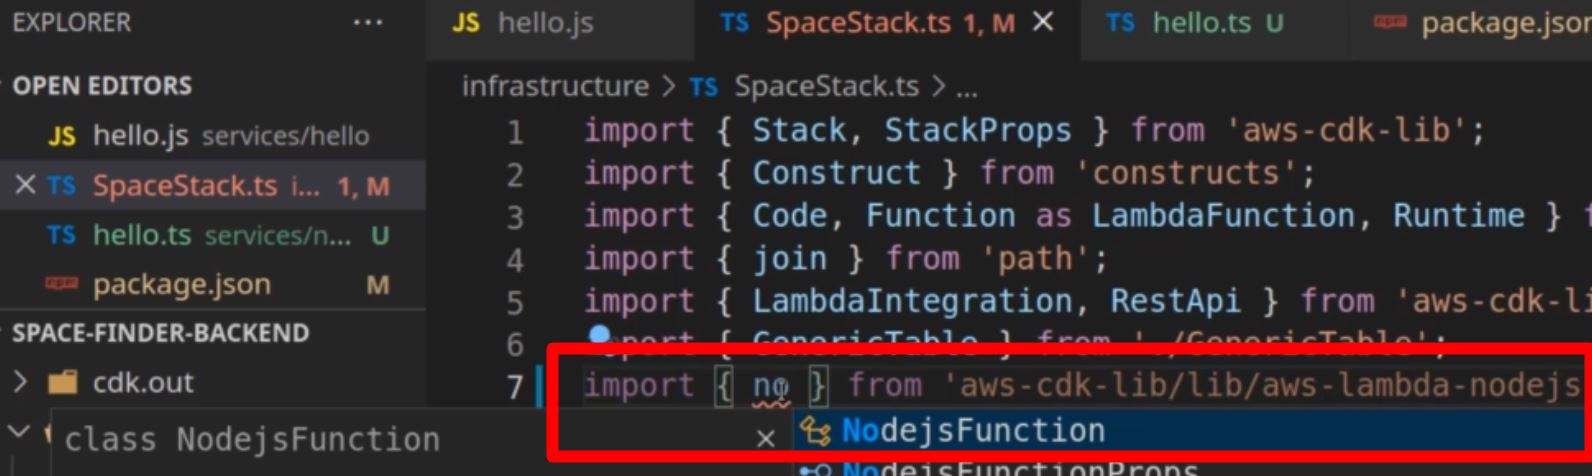 EXPLORER ...
JS hello.js TS SpaceStack.ts 1, M × TS hello.ts U package.json
OPEN EDITORS
JS hello.js services/hello
× TS SpaceStack.ts i... 1, M
TS hello.ts services/n... U
package.json M
SPACE-FINDER-BACKEND
> cdk.out
infrastructure > TS SpaceStack.ts > ...
1 import { Stack, StackProps } from 'aws-cdk-lib';
2 import { Construct } from 'constructs';
3 import { Code, Function as LambdaFunction, Runtime }
4 import { join } from 'path';
5 import { LambdaIntegration, RestApi } from 'aws-cdk-li
6 import { GenericTable } from './GenericTable';
7 import { no } from 'aws-cdk-lib/lib/aws-lambda-nodejs
class NodejsFunction ×
NodejsFunction
NodejsFunctionProps